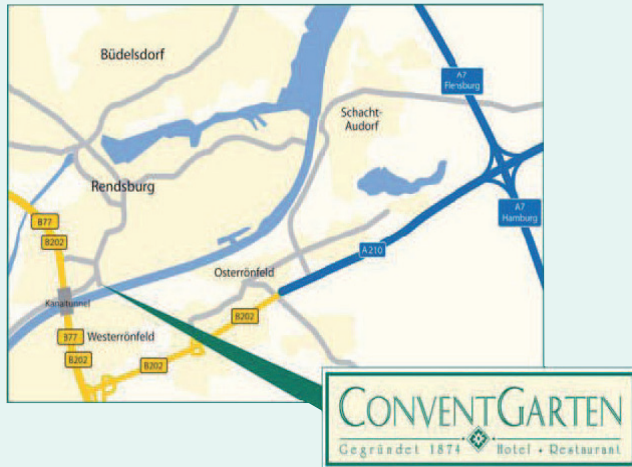 Büdelsdorf
A7
Flensburg
Schacht-
Audorf
Rendsburg
A7
Hamburg
B77
B202
A 210
Osterrönfeld
Kanaltunnel
B202
B77
Westerrönfeld
B202
B202
CONVENTGARTEN
Gegründet 1874 Hotel • Restaurant